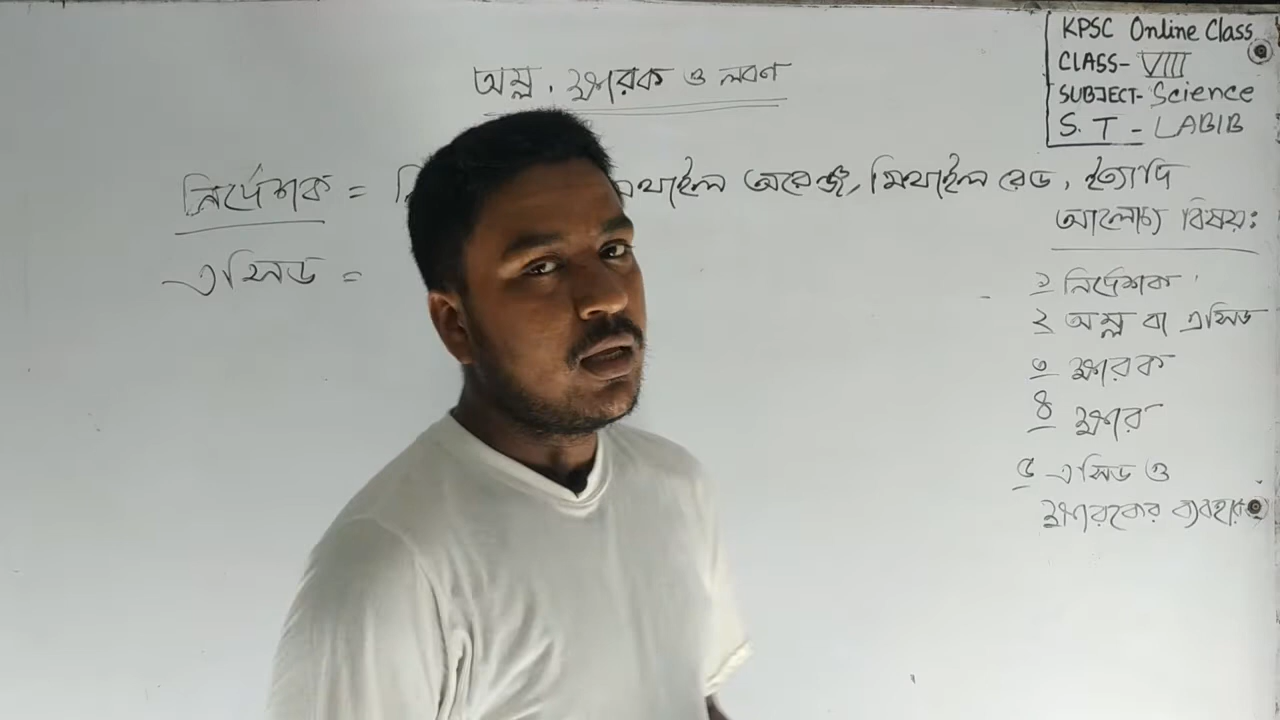 অম্ল, ক্ষারক ও লবণ
KPSC Online Class
CLASS- VIII
SUBJECT- Science
S. T - LABIB
নির্দেশক = মিথাইল অরেঞ্জ, মিথাইল রেড, ইত্যাদি
এসিড =
আলোচ্য বিষয়ঃ
১ নির্দেশক
২ অম্ল বা এসিড
৩ ক্ষারক
৪ ক্ষার
৫ এসিড ও
ক্ষারকের ব্যবহার